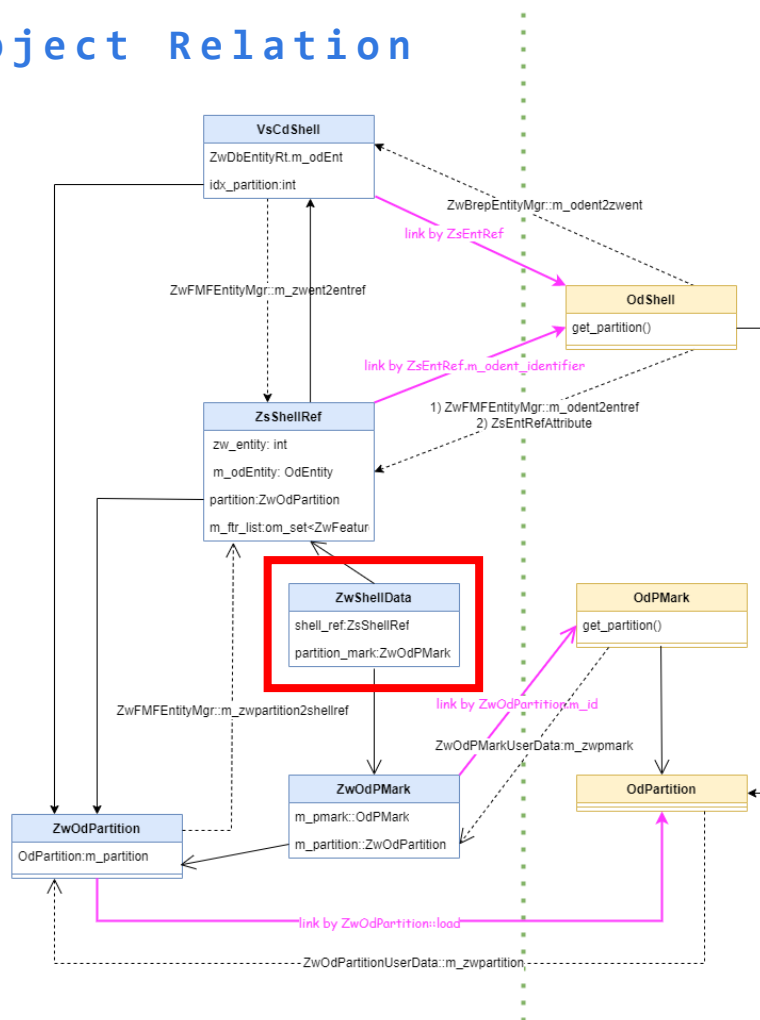 oject Relation
VsCdShell
ZwDbEntityRt.m_odEnt
idx_partition:int
ZwBrepEntityMgr::m_odent2zwent
link by ZsEntRef
ZwFMFEntityMgr::m_zwent2entref
OdShell
get_partition()
link by ZsEntRef.m_odent_identifier
1) ZwFMFEntityMgr::m_odent2entref
2) ZsEntRefAttribute
ZsShellRef
zw_entity: int
m_odEntity: OdEntity
partition:ZwOdPartition
m_ftr_list:om_set<ZwFeatur
ZwShellData
shell_ref:ZsShellRef
partition_mark:ZwOdPMark
OdPMark
get_partition()
ZwFMFEntityMgr::m_zwpartition2shellref
link by ZwOdPartition.m_id
ZwOdPMarkUserData:m_zwpmark
ZwOdPMark
m_pmark::OdPMark
m_partition::ZwOdPartition
OdPartition
ZwOdPartition
OdPartition:m_partition
link by ZwOdPartition::load
ZwOdPartitionUserData::m_zwpartition